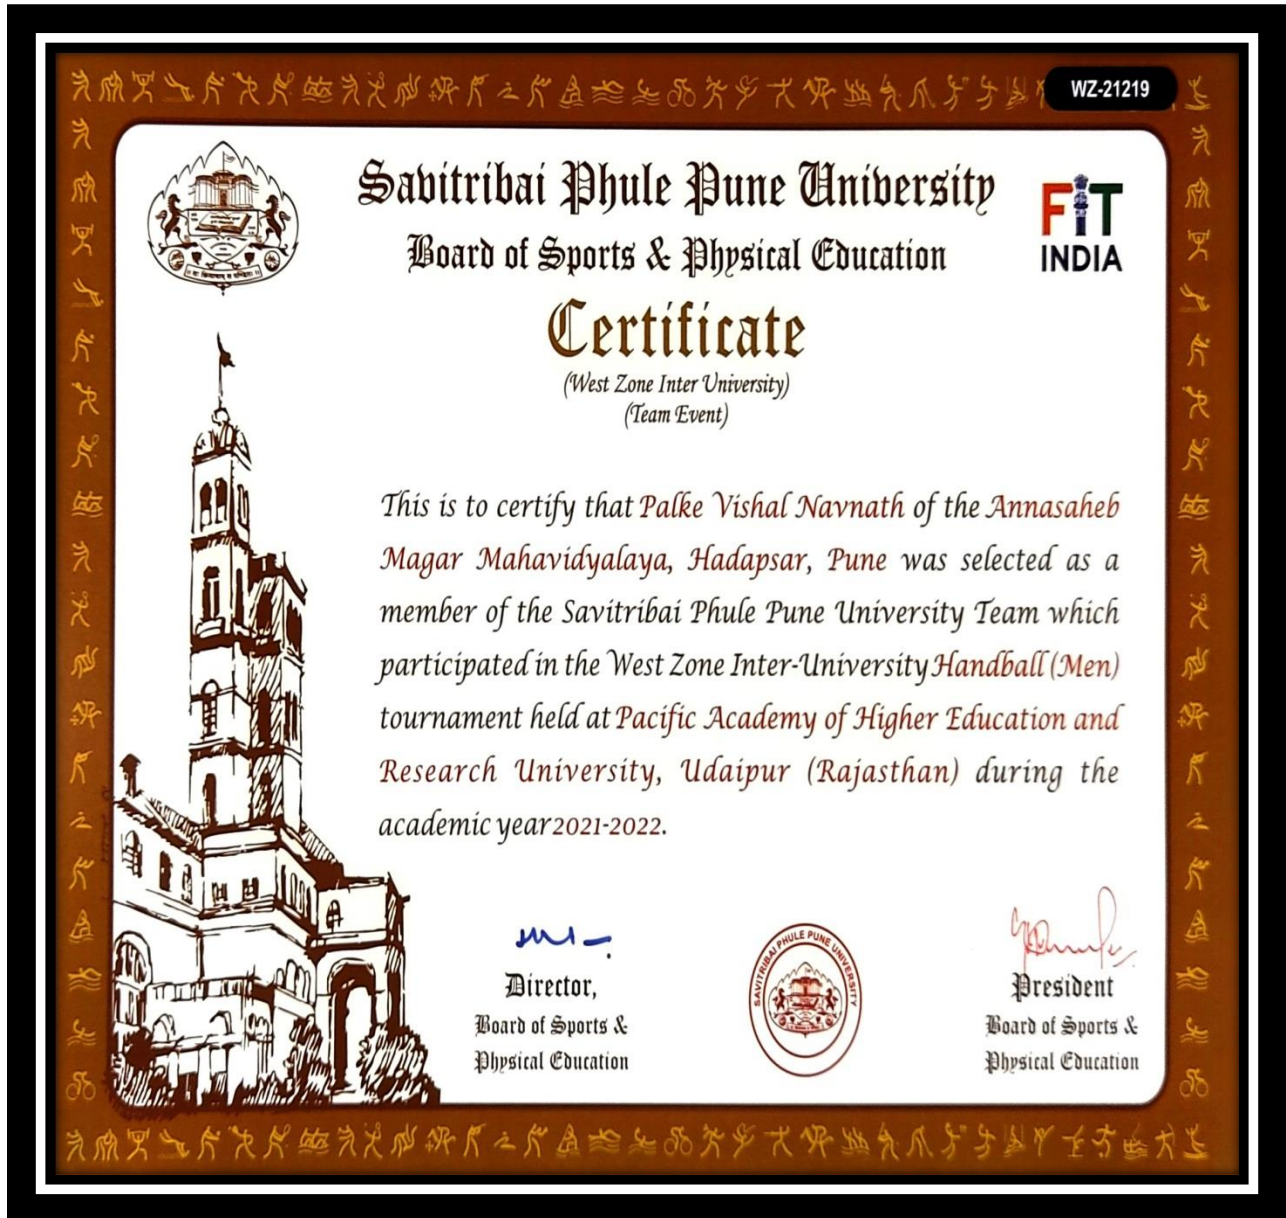 WZ-21219
Savitribai Phule Pune University
Board of Sports & Physical Education
FIT
INDIA
Certificate
(West Zone Inter University)
(Team Event)
This is to certify that Palke Vishal Navnath of the Annasaheb
Magar Mahavidyalaya, Hadapsar, Pune was selected as a
member of the Savitribai Phule Pune University Team which
participated in the West Zone Inter-University Handball (Men)
tournament held at Pacific Academy of Higher Education and
Research University, Udaipur (Rajasthan) during the
academic year 2021-2022.
Director,
Board of Sports &
Physical Education
SAVITRIBAI PHULE PUNE UNIVERSITY
President
Board of Sports &
Physical Education